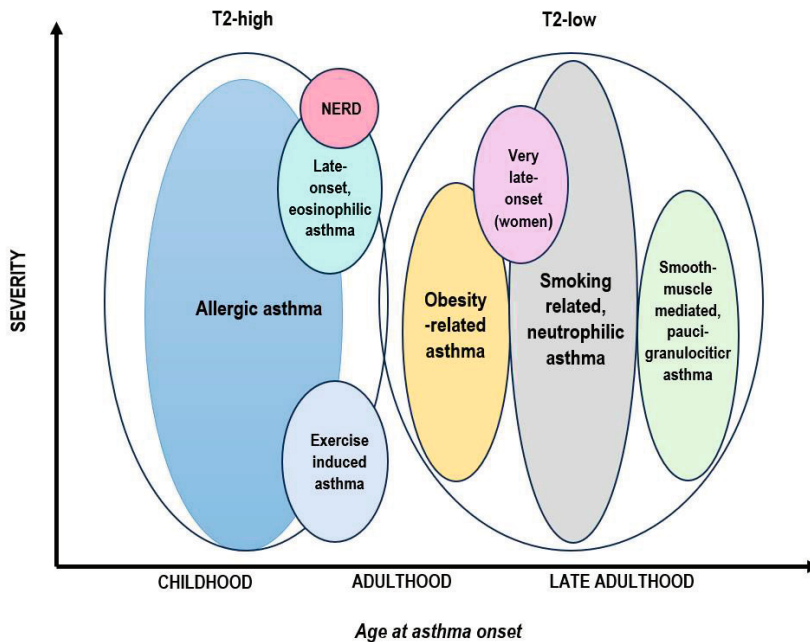 T2-high
T2-low
SEVERITY
NERD
Late-
onset,
eosinophilic
asthma
Allergic asthma
Exercise
induced
asthma
Very
late-
onset
(women)
Obesity
-related
asthma
Smoking
related,
neutrophilic
asthma
Smooth-
muscle
mediated,
pauci-
granulociticr
asthma
CHILDHOOD
ADULTHOOD
LATE ADULTHOOD
Age at asthma onset